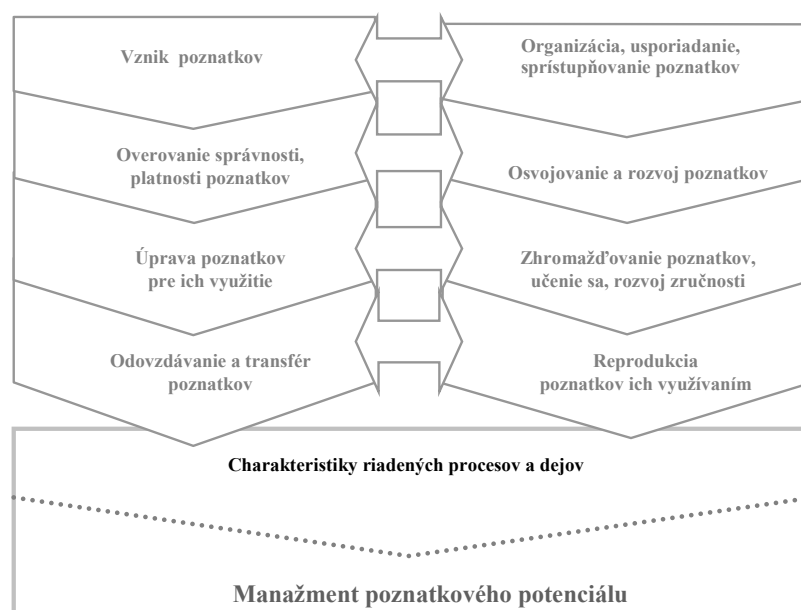 Vznik poznatkov
Organizácia, usporiadanie,
sprístupňovanie poznatkov
Overovanie správnosti,
platnosti poznatkov
Osvojovanie a rozvoj poznatkov
Úprava poznatkov
pre ich využitie
Zhromažďovanie poznatkov,
učenie sa, rozvoj zručnosti
Odovzdávanie a transfér
poznatkov
Reprodukcia
poznatkov ich využívaním
Charakteristiky riadených procesov a dejov
Manažment poznatkového potenciálu